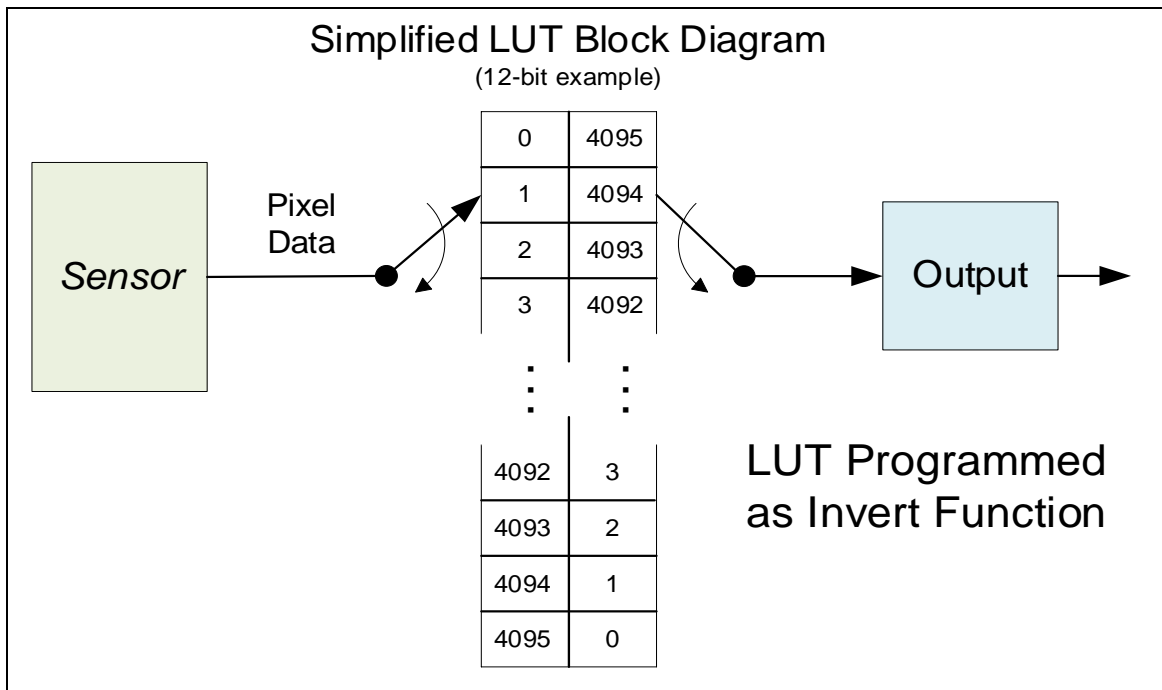 Simplified LUT Block Diagram
(12-bit example)
0 4095
1 4094
2 4093
3 4092
Pixel
Data
Sensor
Output
4092 3
4093 2
4094 1
4095 0
LUT Programmed
as Invert Function